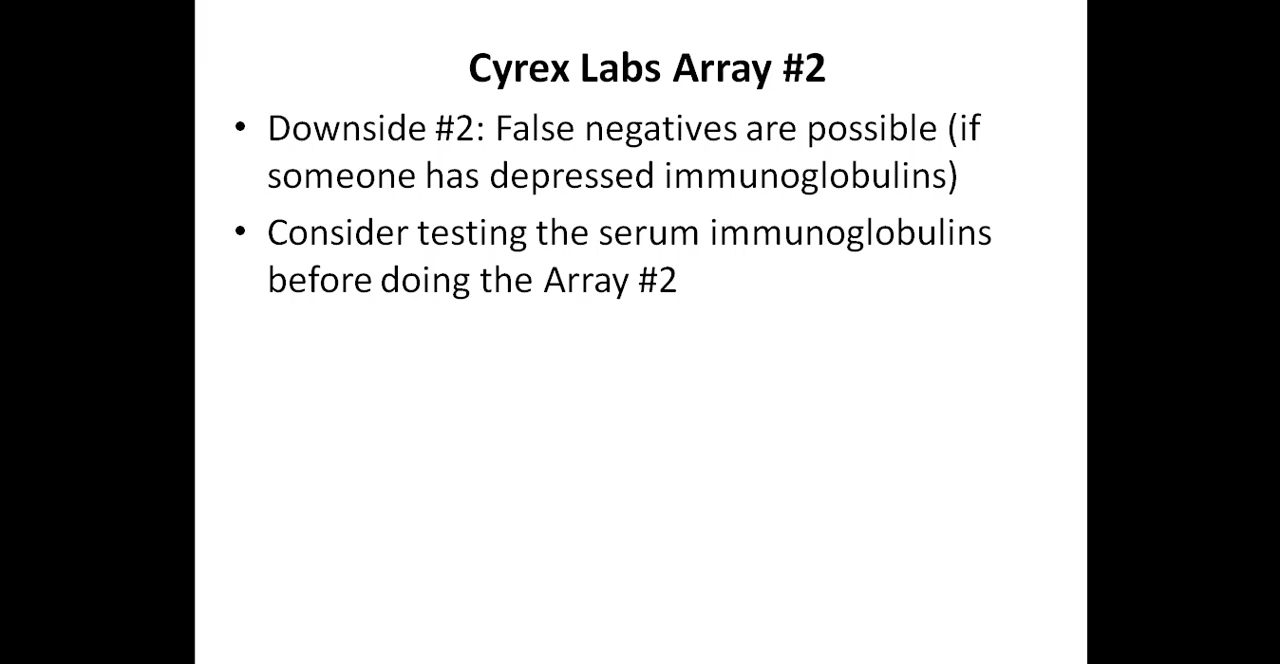 Cyrex Labs Array #2
• Downside #2: False negatives are possible (if
someone has depressed immunoglobulins)
• Consider testing the serum immunoglobulins
before doing the Array #2